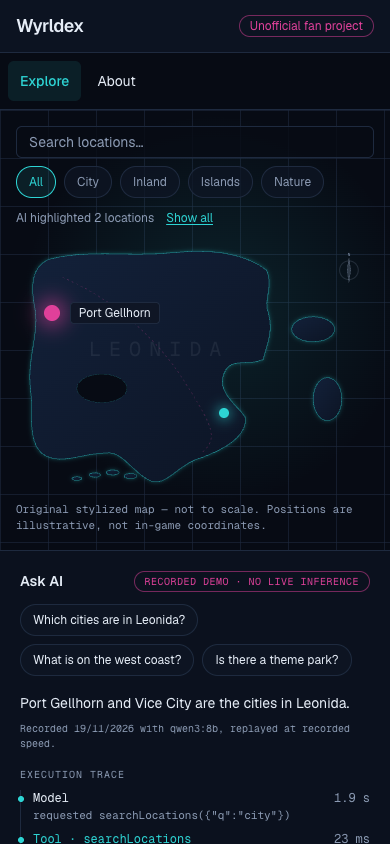 Wyrldex
Unofficial fan project
Explore
About
Search locations…
All
City
Inland
Islands
Nature
AI highlighted 2 locations
Show all
Port Gellhorn
LEONIDA
Original stylized map — not to scale. Positions are
illustrative, not in-game coordinates.
Ask AI
RECORDED DEMO · NO LIVE INFERENCE
Which cities are in Leonida?
What is on the west coast?
Is there a theme park?
Port Gellhorn and Vice City are the cities in Leonida.
Recorded 19/11/2026 with qwen3:8b, replayed at recorded
speed.
EXECUTION TRACE
Model
1.9 s
requested searchLocations({"q":"city"})
Tool · searchLocations
23 ms